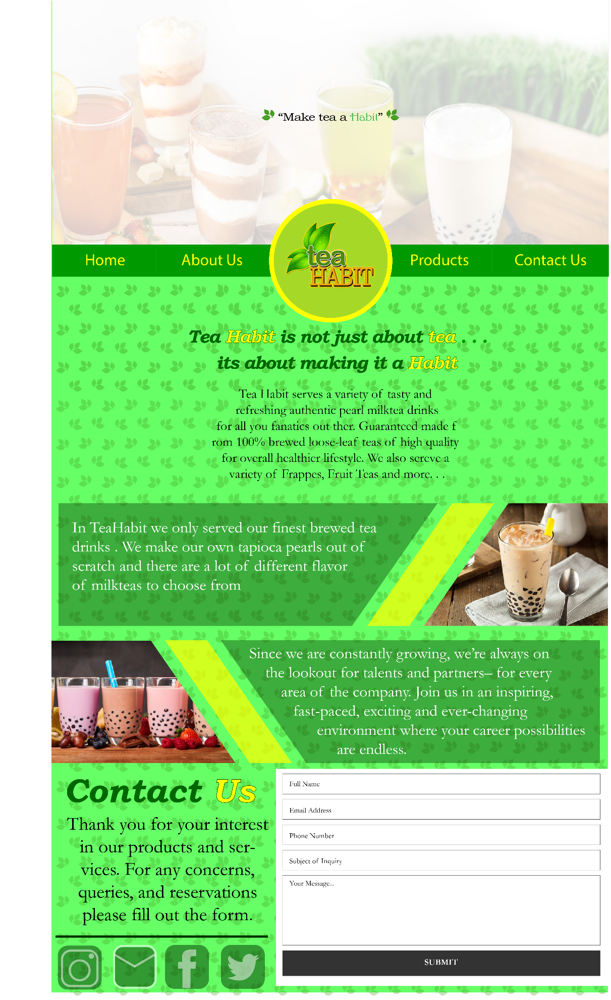 “Make tea a Habit”
Home
About Us
tea
HABIT
Products
Contact Us
Tea Habit is not just about tea . . .
its about making it a Habit
Tea Habit serves a variety of tasty and
refreshing authentic pearl milktea drinks
for all you fanatics out ther. Guaranteed made f
rom 100% brewed loose-leaf teas of high quality
for overall healthier lifestyle. We also screve a
variety of Frappes, Fruit Teas and more. . .
In TeaHabit we only served our finest brewed tea
drinks . We make our own tapioca pearls out of
scratch and there are a lot of different flavor
of milkteas to choose from
Since we are constantly growing, we’re always on
the lookout for talents and partners– for every
area of the company. Join us in an inspiring,
fast-paced, exciting and ever-changing
environment where your career possibilities
are endless.
Contact Us
Thank you for your interest
in our products and ser-
vices. For any concerns,
queries, and reservations
please fill out the form.
Full Name
Email Address
Phone Number
Subject of Inquiry
Your Message...
SUBMIT